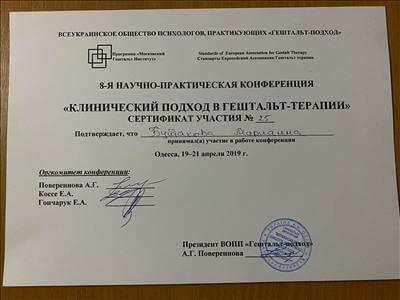 ВСЕУКРАИНСКОЕ ОБЩЕСТВО ПСИХОЛОГОВ, ПРАКТИКУЮЩИХ «ГЕШТАЛЬТ-ПОДХОД»
Программа «Московский
Гештальт Институт»
Standards of European Association for Gestalt Therapy
Стандарты Европейской Ассоциации Гештальт терапии
8-Я НАУЧНО-ПРАКТИЧЕСКАЯ КОНФЕРЕНЦИЯ
«КЛИНИЧЕСКИЙ ПОДХОД В ГЕШТАЛЬТ-ТЕРАПИИ»
СЕРТИФИКАТ УЧАСТИЯ № 25
Подтверждает, что Бутакова Марианна
принимал(а) участие в работе конференции
Одесса, 19–21 апреля 2019 г.
Оргкомитет конференции:
Повереннова А.Г.
Коссе Е.А.
Гончарук Е.А.
Президент ВОПП «Гештальт-подход»
А.Г. Повереннова